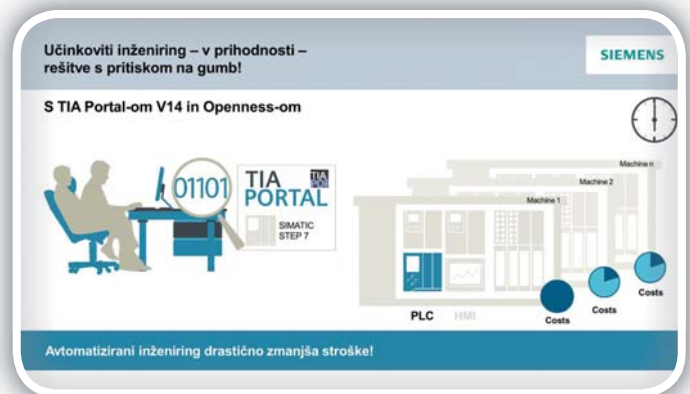 Učinkoviti inženiring – v prihodnosti –
rešitve s pritiskom na gumb!
SIEMENS
S TIA Portal-om V14 in Openness-om
01101
TIA
PORTAL
SIMATIC
STEP 7
Machine n
Machine 2
Machine 1
PLC
HMI
Costs
Costs
Costs
Avtomatizirani inženiring drastično zmanjša stroške!